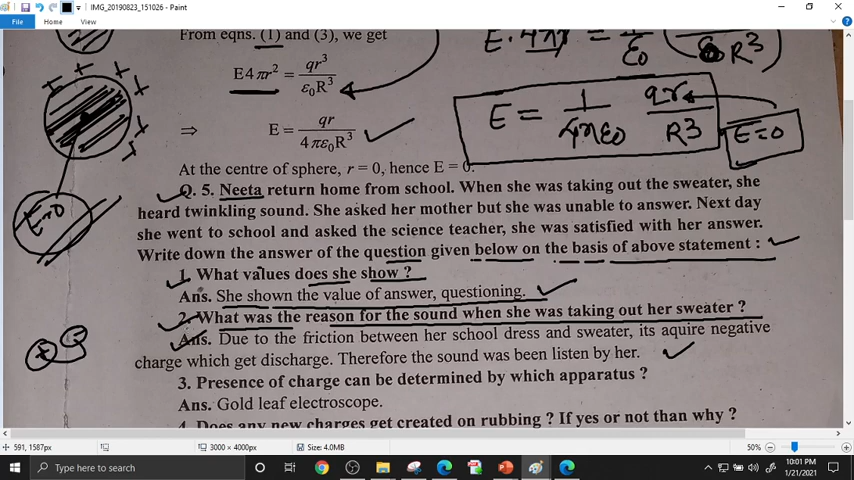 IMG_20190823_151026 - Paint
File Home View
From eqns. (1) and (3), we get
E4πr² = qr³ / ε₀R³
⇒ E = qr / 4πε₀R³
At the centre of sphere, r = 0, hence E = 0.
E . 4π = 1 / ε₀ R³
E = 1 / 4πε₀ qr / R³
E=0
E=0
Q. 5. Neeta return home from school. When she was taking out the sweater, she
heard twinkling sound. She asked her mother but she was unable to answer. Next day
she went to school and asked the science teacher, she was satisfied with her answer.
Write down the answer of the question given below on the basis of above statement :
1. What values does she show ?
Ans. She shown the value of answer, questioning.
2. What was the reason for the sound when she was taking out her sweater ?
Ans. Due to the friction between her school dress and sweater, its aquire negative
charge which get discharge. Therefore the sound was been listen by her.
3. Presence of charge can be determined by which apparatus ?
Ans. Gold leaf electroscope.
4. Does any new charges get created on rubbing ? If yes or not than why ?
591, 1587px 3000 × 4000px Size: 4.0MB 50%
Type here to search
10:01 PM
1/21/2021